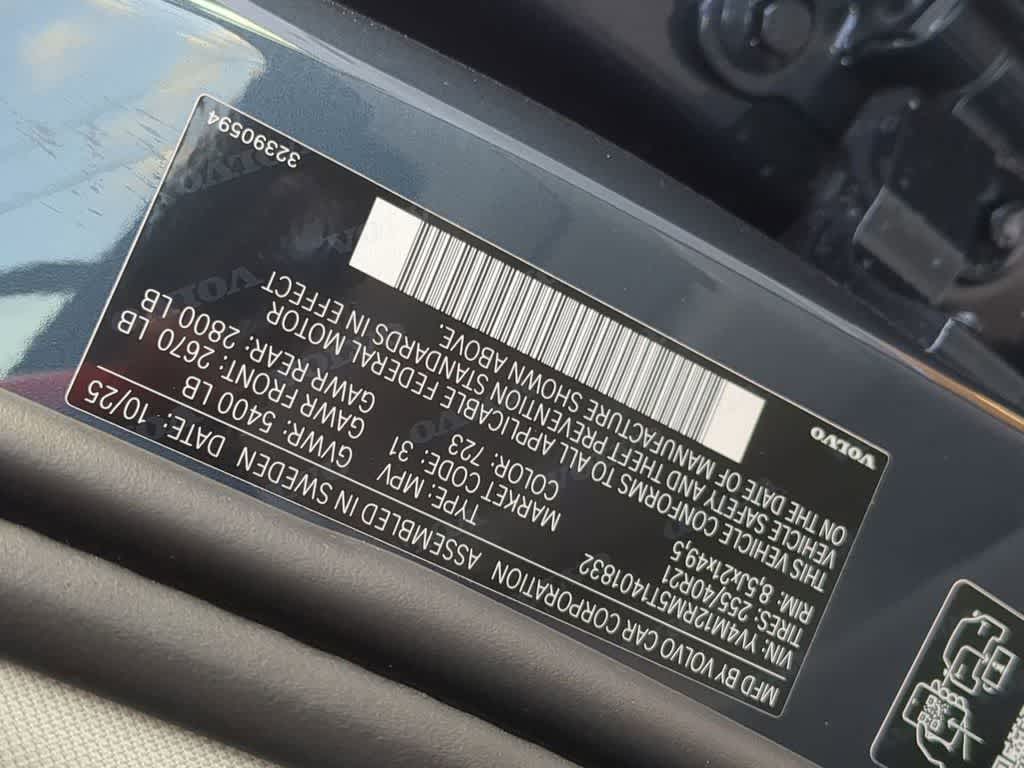 MFD BY VOLVO CAR CORPORATION ASSEMBLED IN SWEDEN DATE: 10/25
VIN: YV4M12RM5T1401832 GVWR: 5400 LB
TIRES: 255/40R21 TYPE: MPV GAWR FRONT: 2670 LB
RIM: 8,5Jx21x49,5 MARKET CODE: 31 GAWR REAR: 2800 LB
COLOR: 723
THIS VEHICLE CONFORMS TO ALL APPLICABLE FEDERAL MOTOR
VEHICLE SAFETY AND THEFT PREVENTION STANDARDS IN EFFECT
ON THE DATE OF MANUFACTURE SHOWN ABOVE.
VOLVO
32390594